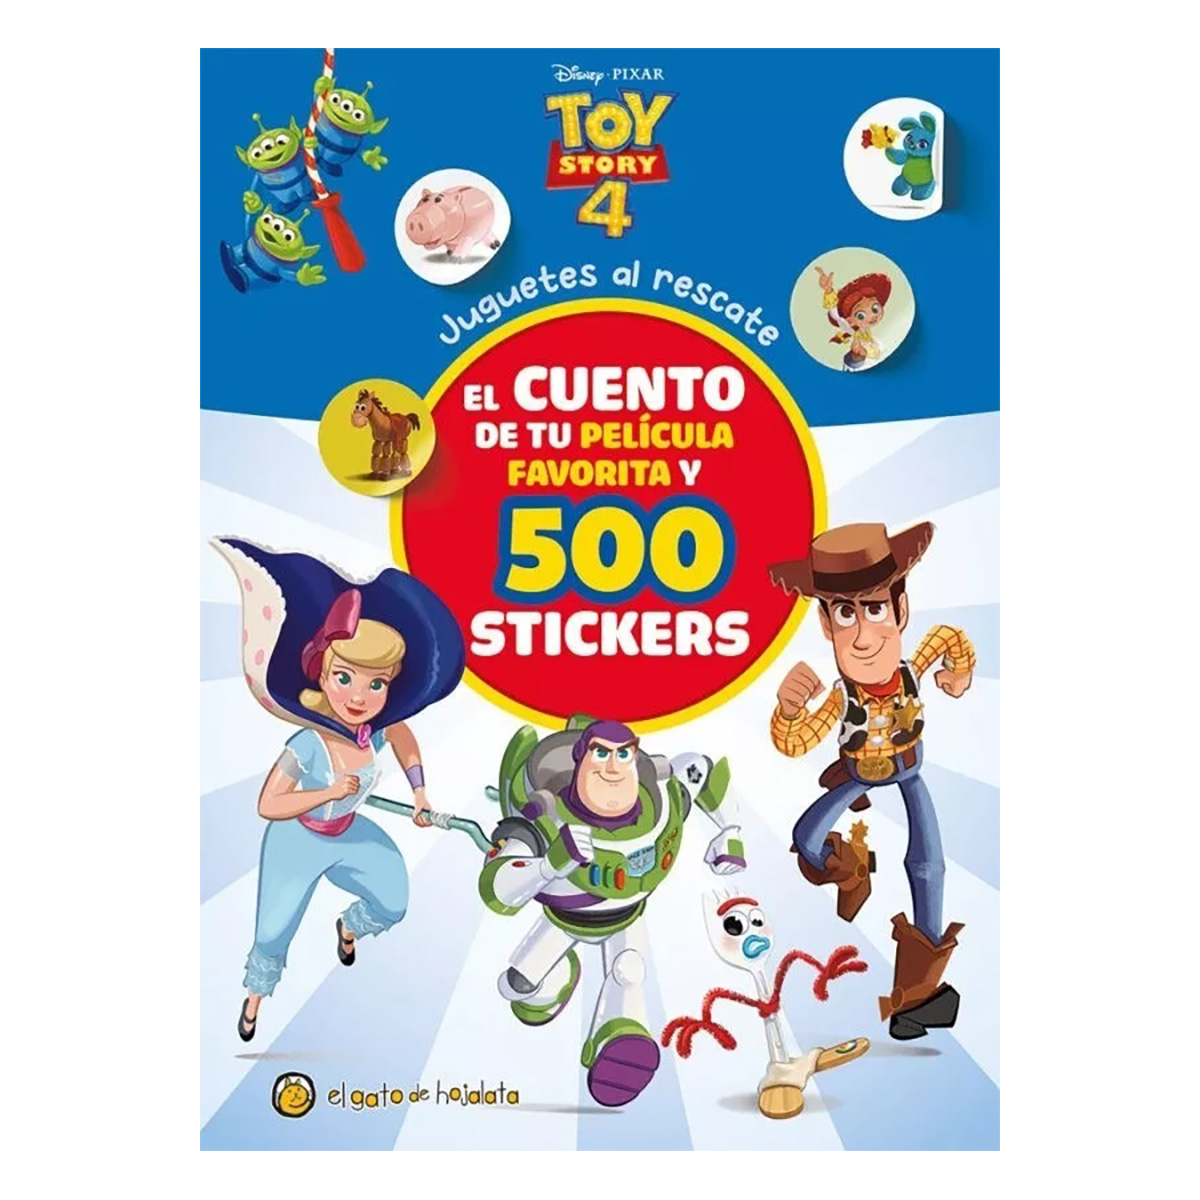 Disney · PIXAR
TOY
STORY
4
Juguetes al rescate
EL CUENTO
DE TU PELÍCULA
FAVORITA Y
500
STICKERS
el gato de hojalata